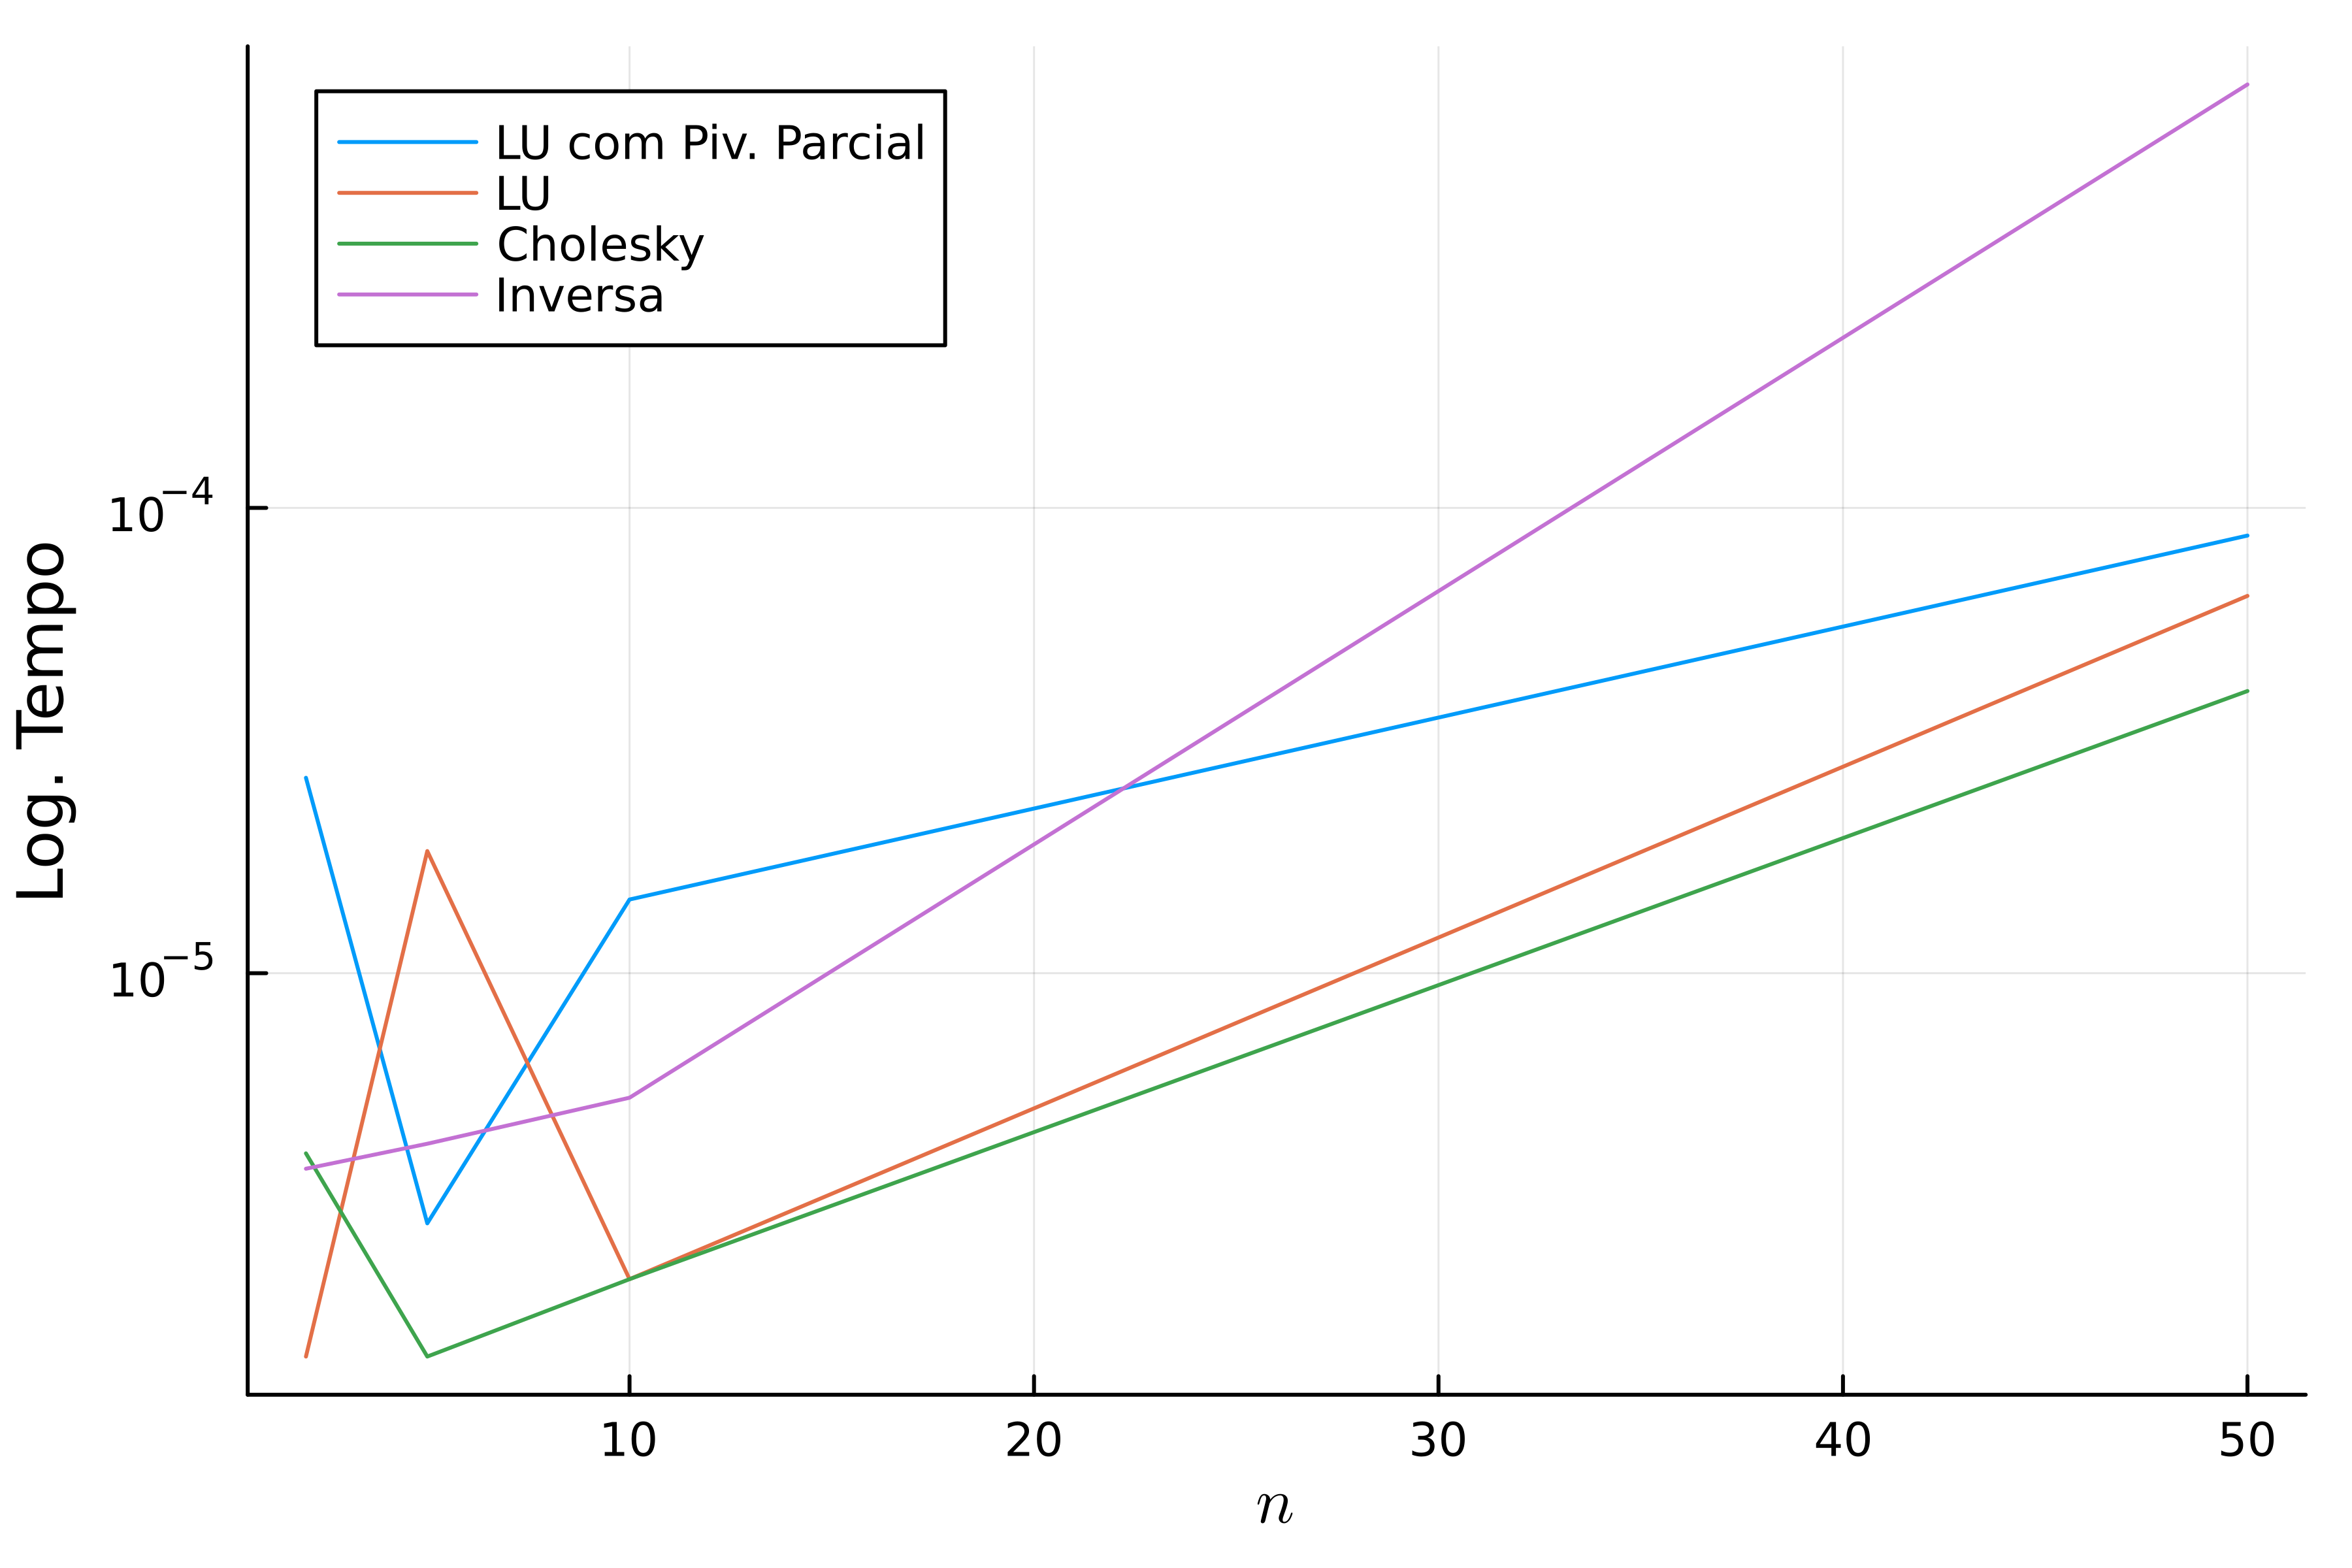 LU com Piv. Parcial
LU
Cholesky
Inversa
Log. Tempo
10⁻⁴
10⁻⁵
10 20 30 40 50
n